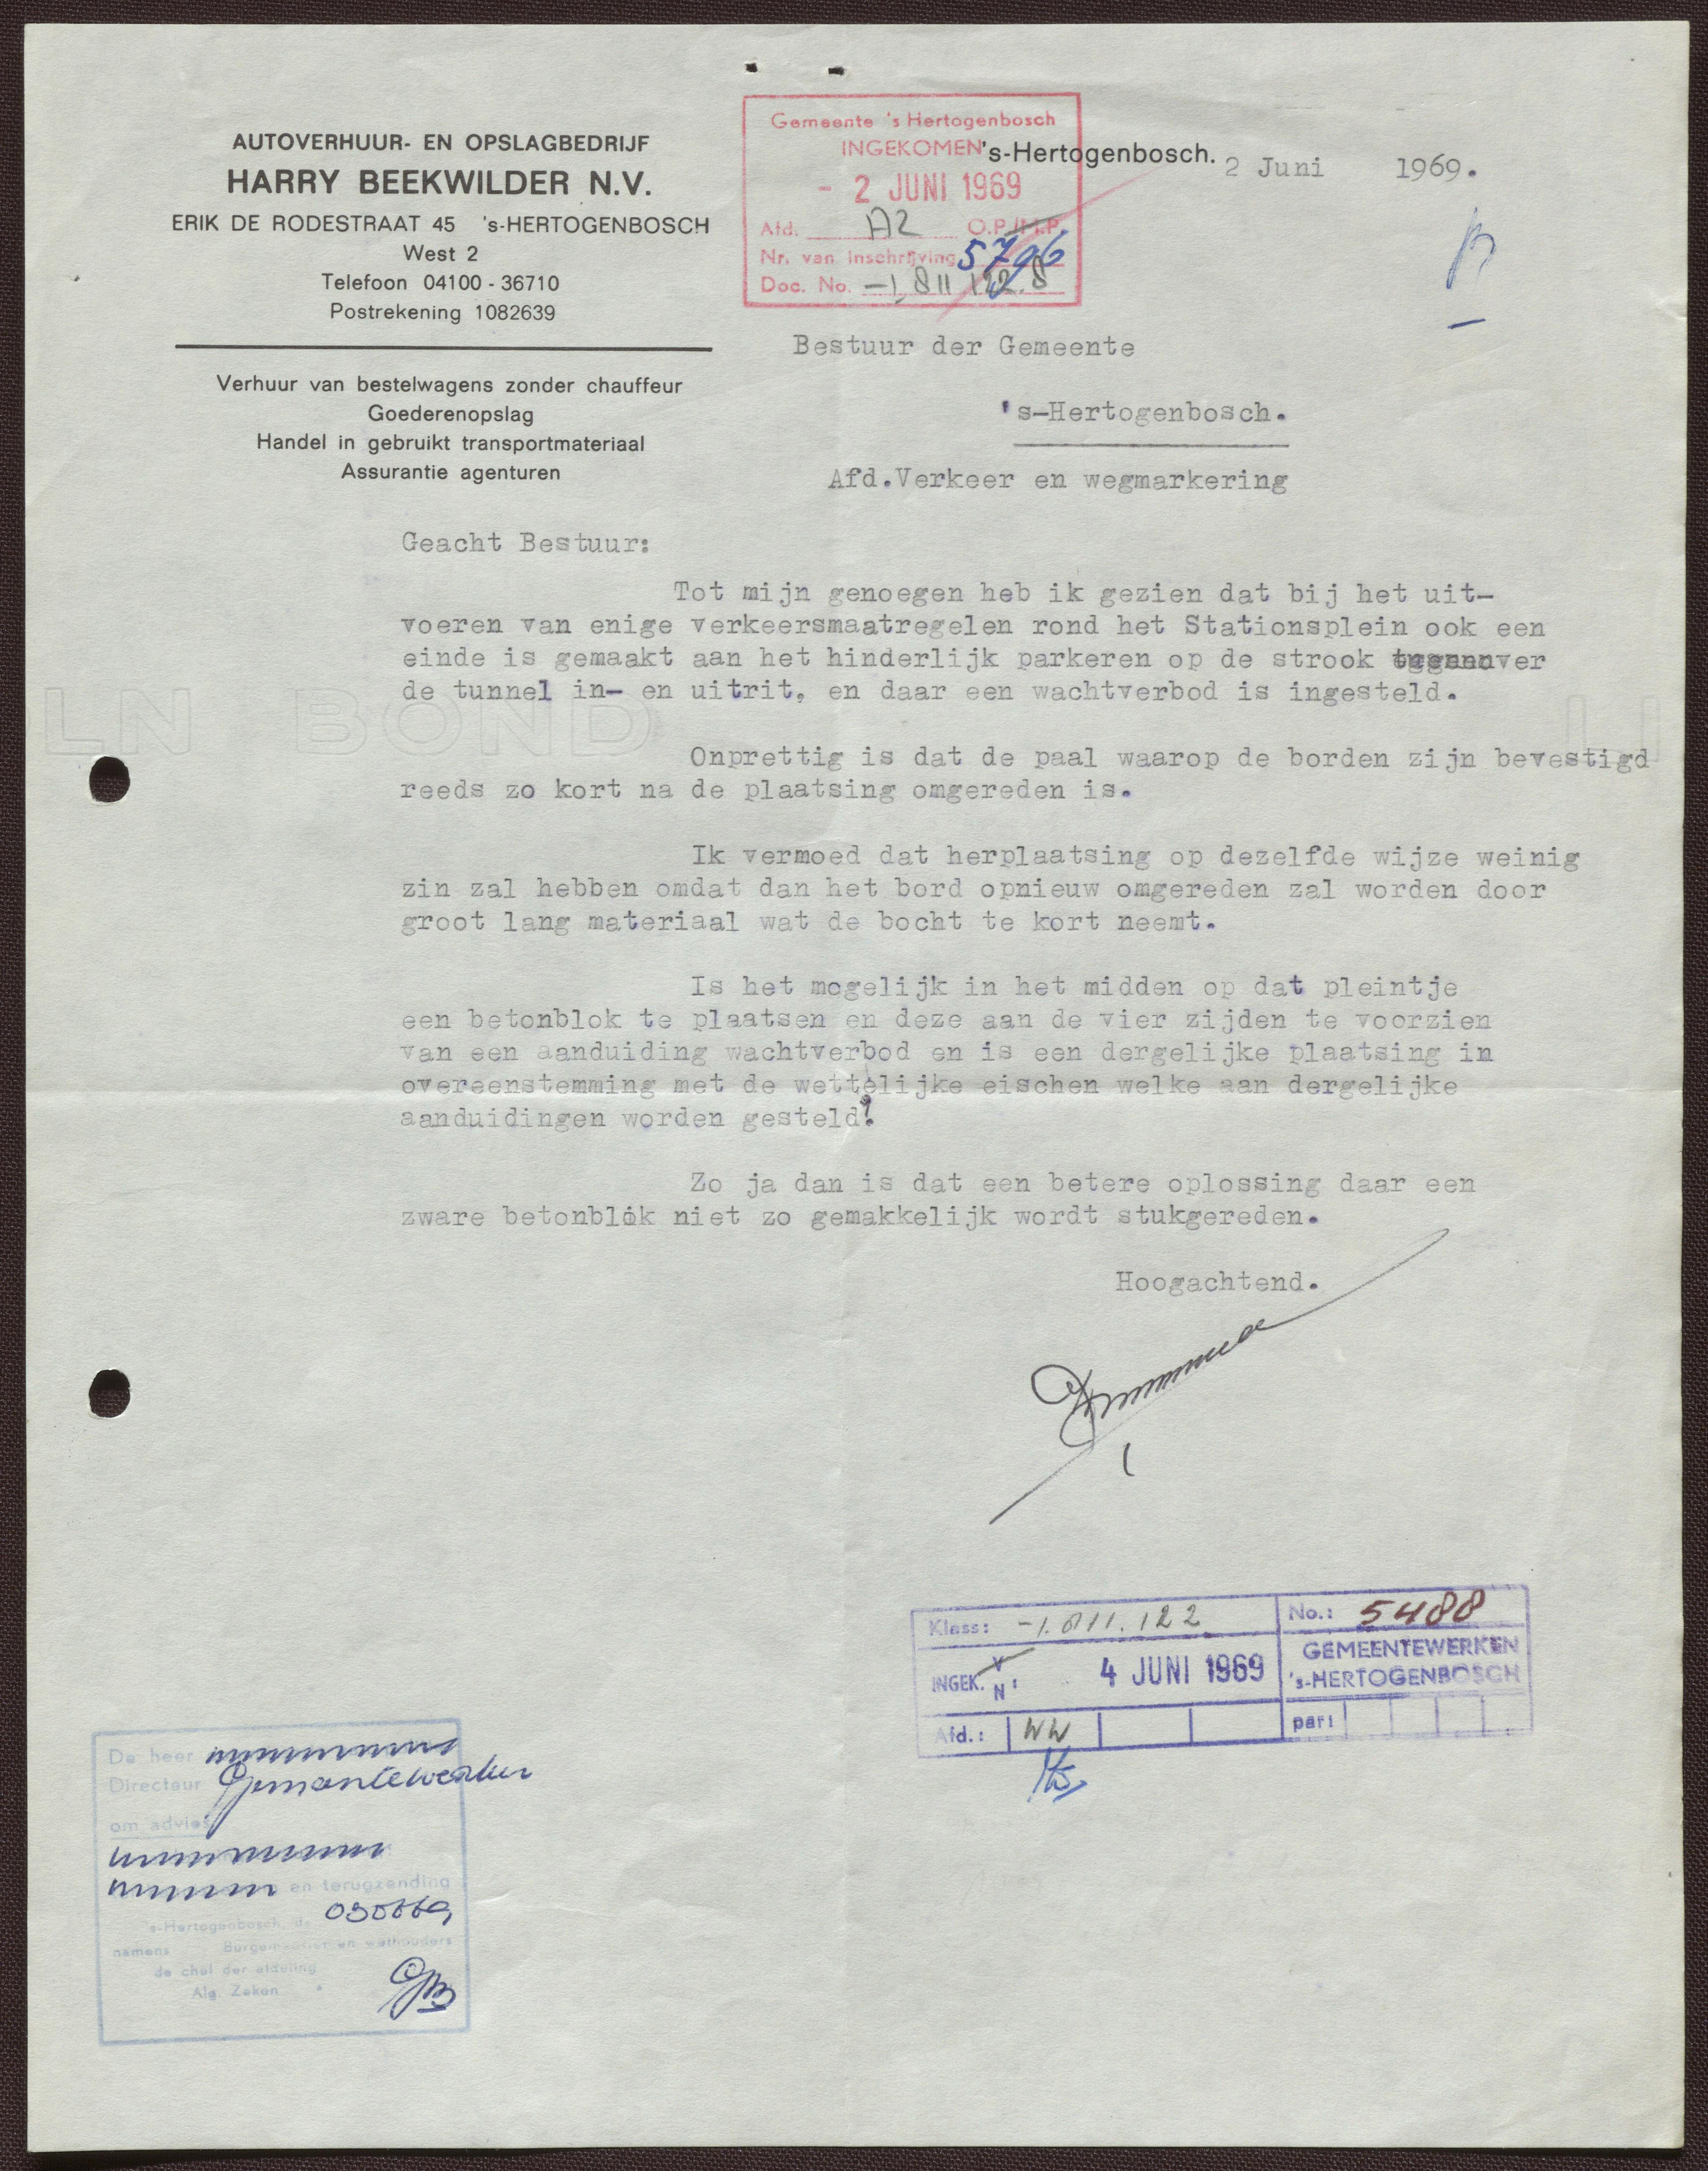 AUTOVERHUUR- EN OPSLAGBEDRIJF
HARRY BEEKWILDER N.V.
ERIK DE RODESTRAAT 45 's-HERTOGENBOSCH
West 2
Telefoon 04100 - 36710
Postrekening 1082639
Verhuur van bestelwagens zonder chauffeur
Goederenopslag
Handel in gebruikt transportmateriaal
Assurantie agenturen
Gemeente 's Hertogenbosch
INGEKOMEN
- 2 JUNI 1969
Afd. A2 O.P./M.P.
Nr. van Inschrijving 5796
Doc. No. -1.811.122.8
's-Hertogenbosch. 2 Juni 1969.
Bestuur der Gemeente
's-Hertogenbosch.
Afd.Verkeer en wegmarkering
Geacht Bestuur:
Tot mijn genoegen heb ik gezien dat bij het uit-
voeren van enige verkeersmaatregelen rond het Stationsplein ook een
einde is gemaakt aan het hinderlijk parkeren op de strook tegenover
de tunnel in- en uitrit, en daar een wachtverbod is ingesteld.
LN BOND LI
Onprettig is dat de paal waarop de borden zijn bevestigd
reeds zo kort na de plaatsing omgereden is.
Ik vermoed dat herplaatsing op dezelfde wijze weinig
zin zal hebben omdat dan het bord opnieuw omgereden zal worden door
groot lang materiaal wat de bocht te kort neemt.
Is het mogelijk in het midden op dat pleintje
een betonblok te plaatsen en deze aan de vier zijden te voorzien
van een aanduiding wachtverbod en is een dergelijke plaatsing in
overeenstemming met de wettelijke eischen welke aan dergelijke
aanduidingen worden gesteld?
Zo ja dan is dat een betere oplossing daar een
zware betonblok niet zo gemakkelijk wordt stukgereden.
Hoogachtend.
Klass: -1.811.122 No.: 5488
INGEK. V N : 4 JUNI 1969
GEMEENTEWERKEN
's-HERTOGENBOSCH
Afd.: WW par:
De heer
Directeur Gemeentewerken
om advies
en terugzending
's-Hertogenbosch, de 030669
namens Burgemeester en wethouders
de chef der afdeling
Alg. Zaken